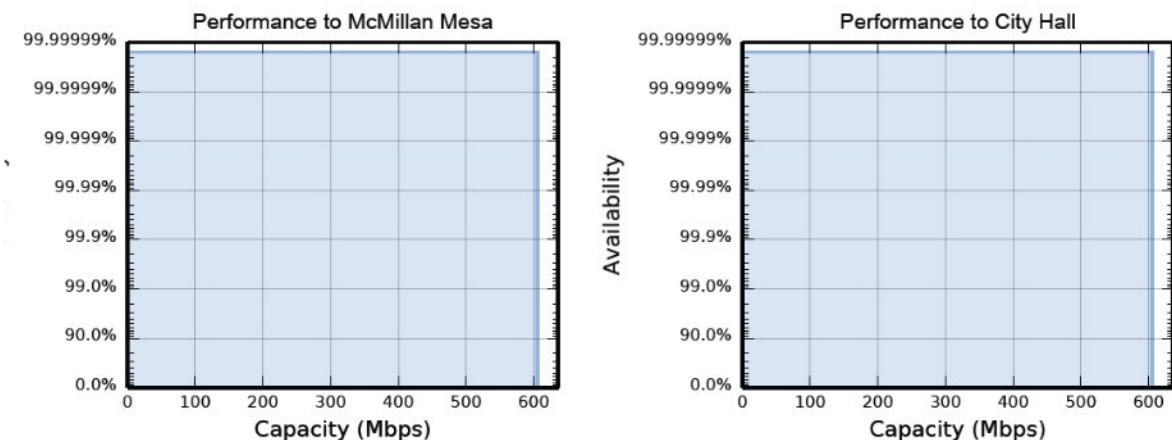 Performance to McMillan Mesa
99.99999%
99.9999%
99.999%
99.99%
99.9%
99.0%
90.0%
0.0%
0 100 200 300 400 500 600
Capacity (Mbps)
Performance to City Hall
Availability
99.99999%
99.9999%
99.999%
99.99%
99.9%
99.0%
90.0%
0.0%
0 100 200 300 400 500 600
Capacity (Mbps)